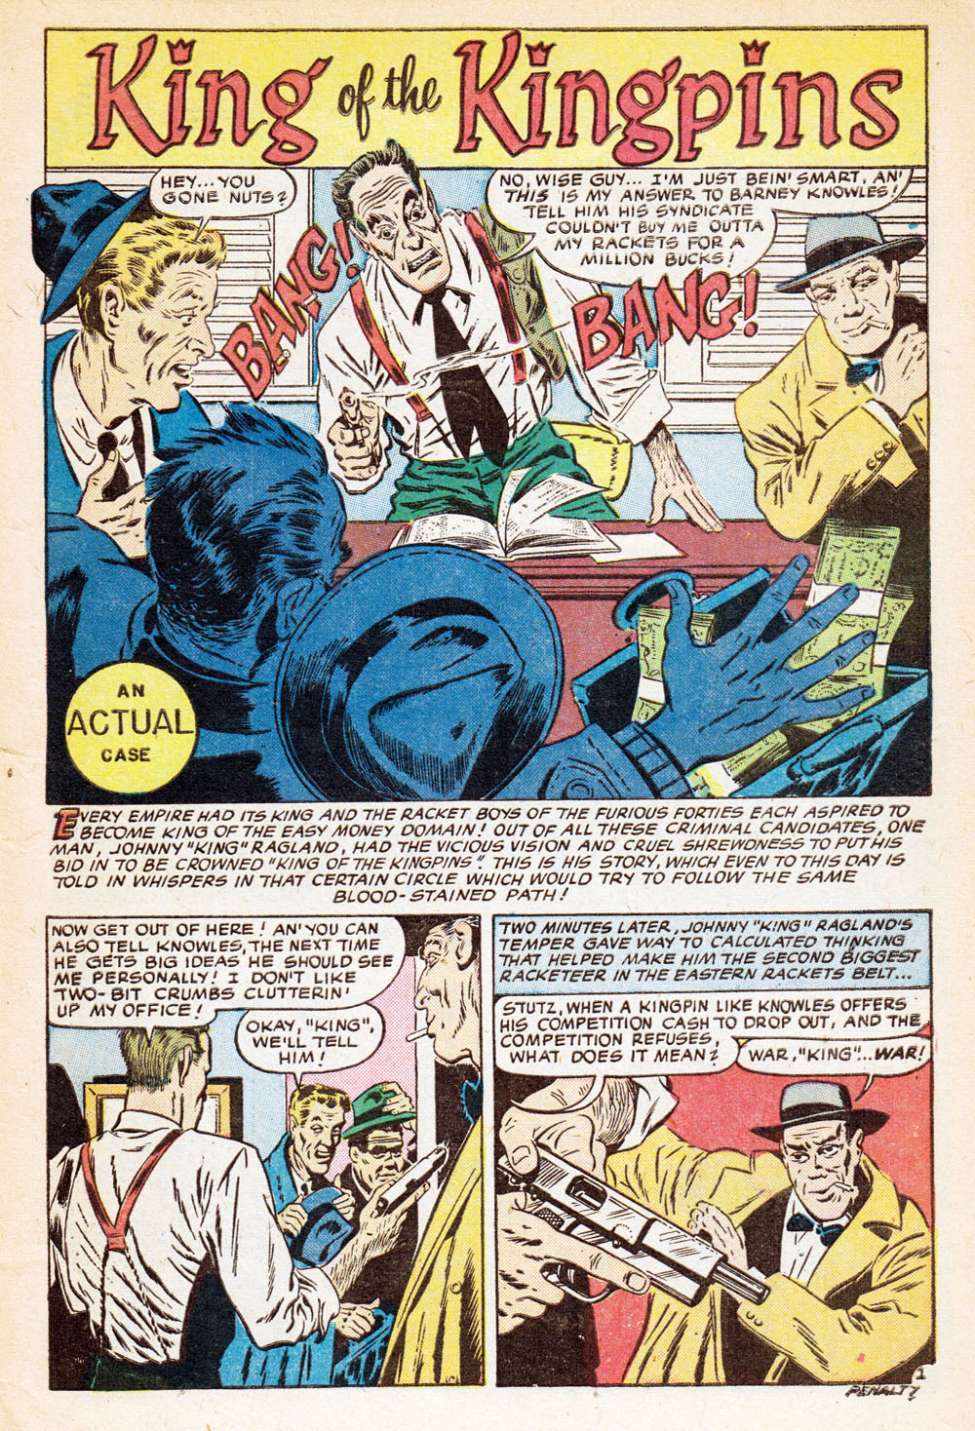 King of the Kingpins
HEY...YOU
GONE NUTS?
BANG!
NO, WISE GUY... I'M JUST BEIN' SMART, AN'
THIS IS MY ANSWER TO BARNEY KNOWLES!
TELL HIM HIS SYNDICATE
COULDN'T BUY ME OUTTA
MY RACKETS FOR A
MILLION BUCKS!
BANG!
AN
ACTUAL
CASE
EVERY EMPIRE HAD ITS KING AND THE RACKET BOYS OF THE FURIOUS FORTIES EACH ASPIRED TO
BECOME KING OF THE EASY MONEY DOMAIN! OUT OF ALL THESE CRIMINAL CANDIDATES, ONE
MAN, JOHNNY "KING" RAGLAND, HAD THE VICIOUS VISION AND CRUEL SHREWDNESS TO PUT HIS
BID IN TO BE CROWNED "KING OF THE KINGPINS". THIS IS HIS STORY, WHICH EVEN TO THIS DAY IS
TOLD IN WHISPERS IN THAT CERTAIN CIRCLE WHICH WOULD TRY TO FOLLOW THE SAME
BLOOD-STAINED PATH!
NOW GET OUT OF HERE! AN' YOU CAN
ALSO TELL KNOWLES, THE NEXT TIME
HE GETS BIG IDEAS HE SHOULD SEE
ME PERSONALLY! I DON'T LIKE
TWO-BIT CRUMBS CLUTTERIN'
UP MY OFFICE!
OKAY, "KING",
WE'LL TELL
HIM!
TWO MINUTES LATER, JOHNNY "KING" RAGLAND'S
TEMPER GAVE WAY TO CALCULATED THINKING
THAT HELPED MAKE HIM THE SECOND BIGGEST
RACKETEER IN THE EASTERN RACKETS BELT...
STUTZ, WHEN A KINGPIN LIKE KNOWLES OFFERS
HIS COMPETITION CASH TO DROP OUT, AND THE
COMPETITION REFUSES,
WHAT DOES IT MEAN?
WAR, "KING"... WAR!
1
PENALTY